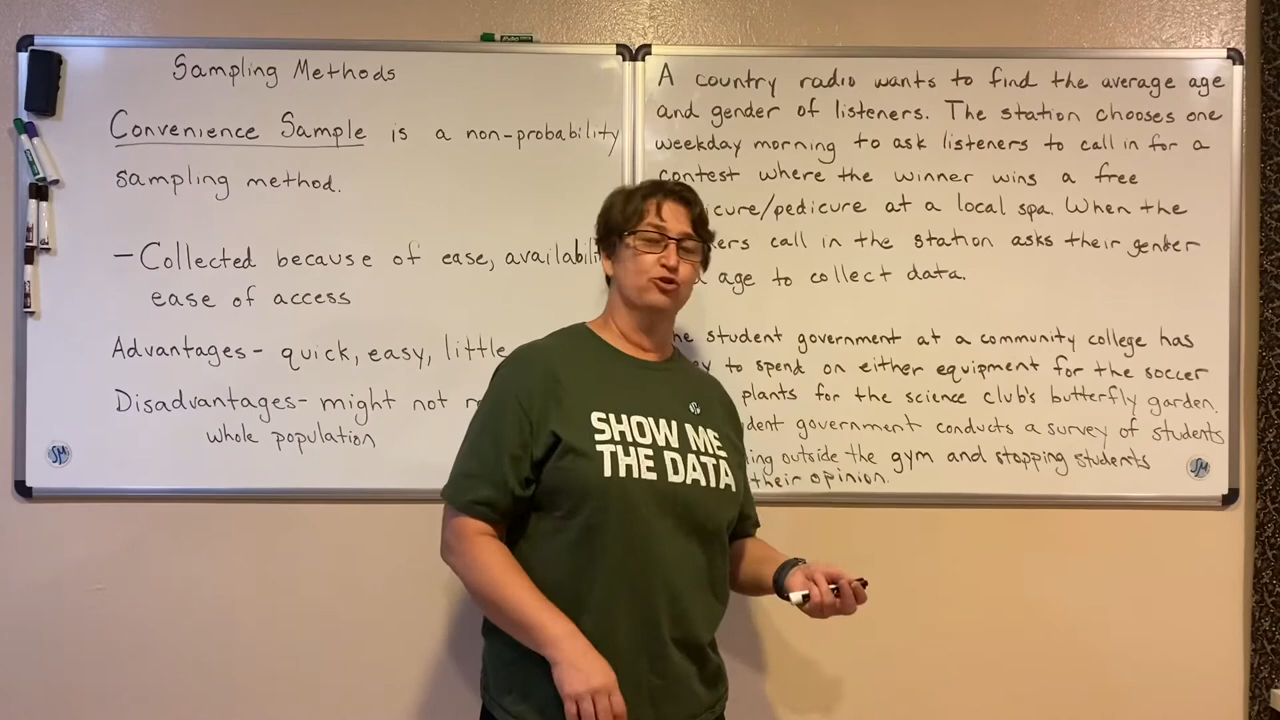 Sampling Methods
Convenience Sample is a non-probability
sampling method.
- Collected because of ease, availabili
ease of access
Advantages- quick, easy, little
Disadvantages- might not
whole population
SM
A country radio wants to find the average age
and gender of listeners. The station chooses one
weekday morning to ask listeners to call in for a
contest where the winner wins a free
icure/pedicure at a local spa. When the
ers call in the station asks their gender
age to collect data.
he student government at a community college has
ey to spend on either equipment for the soccer
plants for the science club's butterfly garden.
dent government conducts a survey of students
ing outside the gym and stopping students
their opinion.
SM
SHOW ME
THE DATA